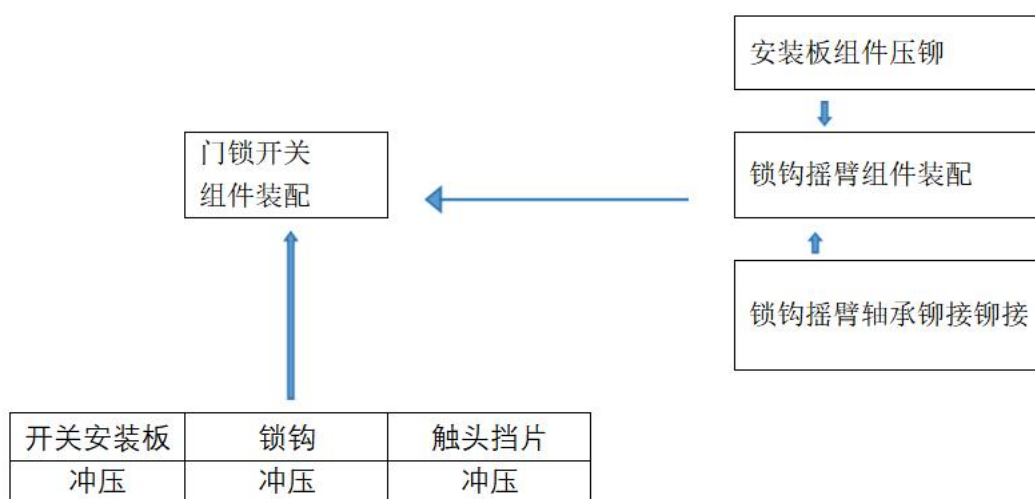 安装板组件压铆
门锁开关
组件装配
锁钩摇臂组件装配
锁钩摇臂轴承铆接铆接
开关安装板 锁钩 触头挡片
冲压 冲压 冲压